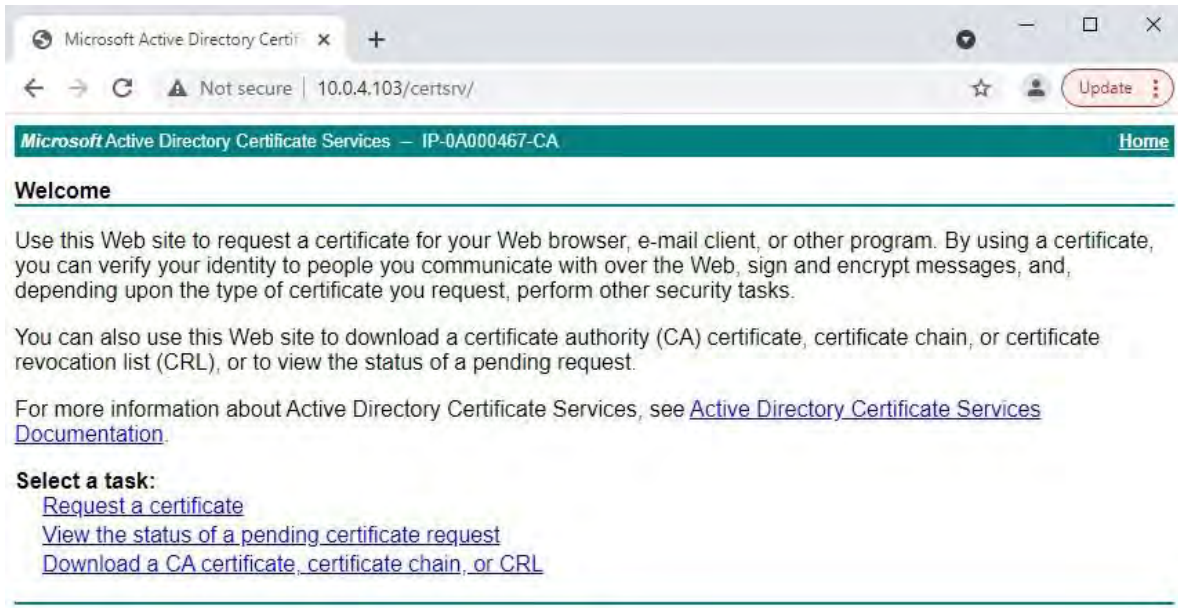 Microsoft Active Directory Certif
Not secure | 10.0.4.103/certsrv/
Update
Microsoft Active Directory Certificate Services – IP-0A000467-CA Home
Welcome
Use this Web site to request a certificate for your Web browser, e-mail client, or other program. By using a certificate,
you can verify your identity to people you communicate with over the Web, sign and encrypt messages, and,
depending upon the type of certificate you request, perform other security tasks.
You can also use this Web site to download a certificate authority (CA) certificate, certificate chain, or certificate
revocation list (CRL), or to view the status of a pending request.
For more information about Active Directory Certificate Services, see Active Directory Certificate Services
Documentation.
Select a task:
Request a certificate
View the status of a pending certificate request
Download a CA certificate, certificate chain, or CRL